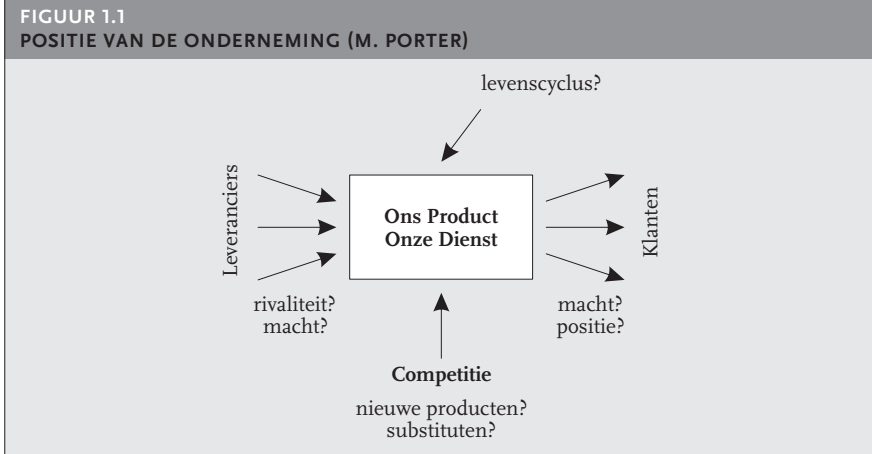 FIGUUR 1.1
POSITIE VAN DE ONDERNEMING (M. PORTER)
levenscyclus?
Leveranciers
Ons Product
Onze Dienst
Klanten
rivaliteit?
macht?
macht?
positie?
Competitie
nieuwe producten?
substituten?